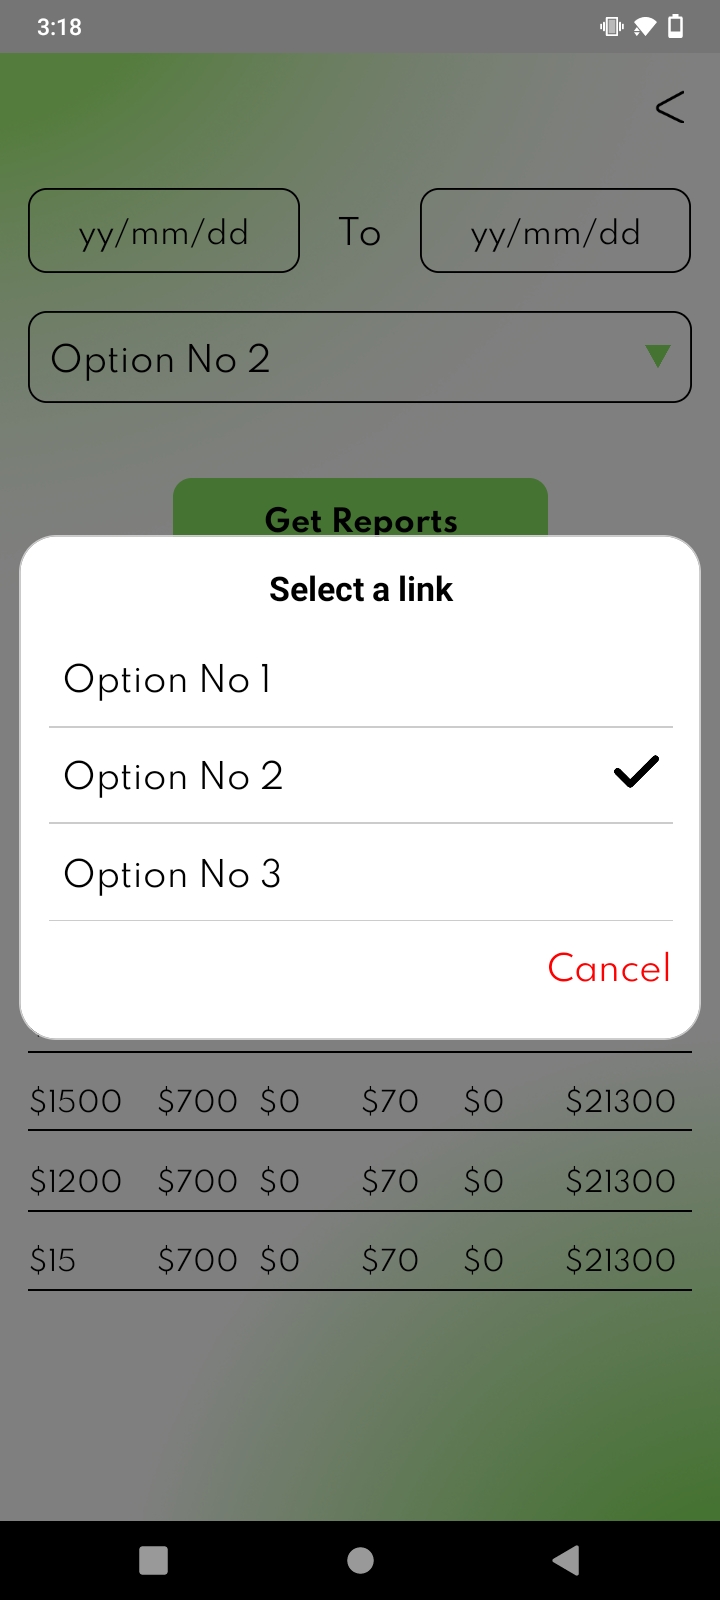 3:18
<
yy/mm/dd To yy/mm/dd
Option No 2
Get Reports
Select a link
Option No 1
Option No 2
Option No 3
Cancel
$1500 $700 $0 $70 $0 $21300
$1200 $700 $0 $70 $0 $21300
$15 $700 $0 $70 $0 $21300